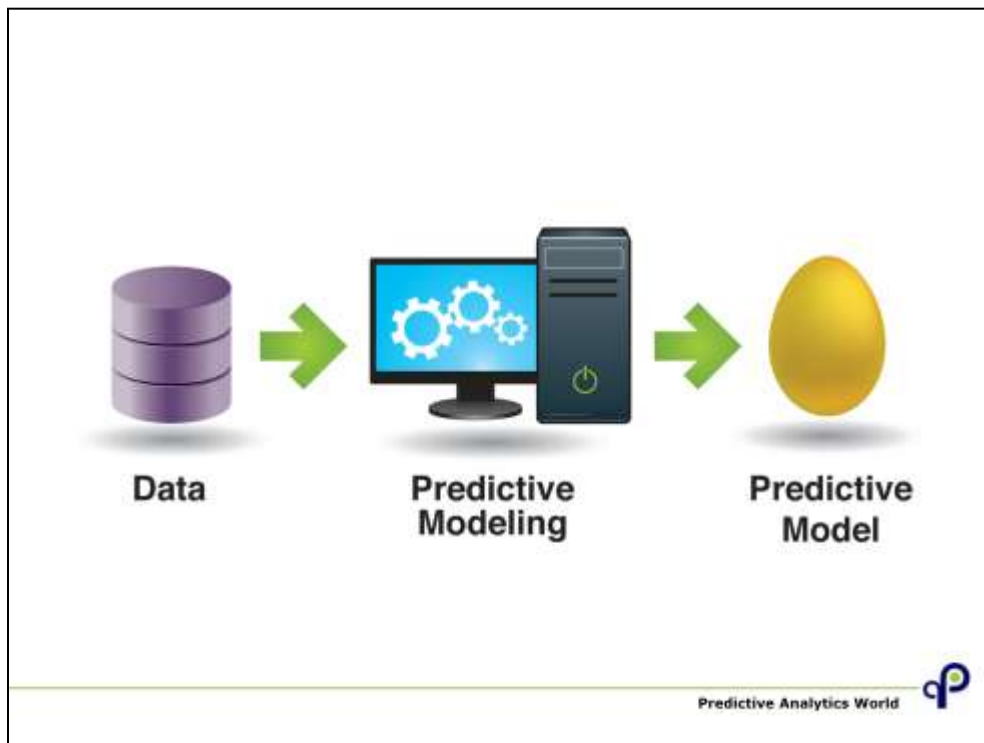 Data
Predictive
Modeling
Predictive
Model
Predictive Analytics World